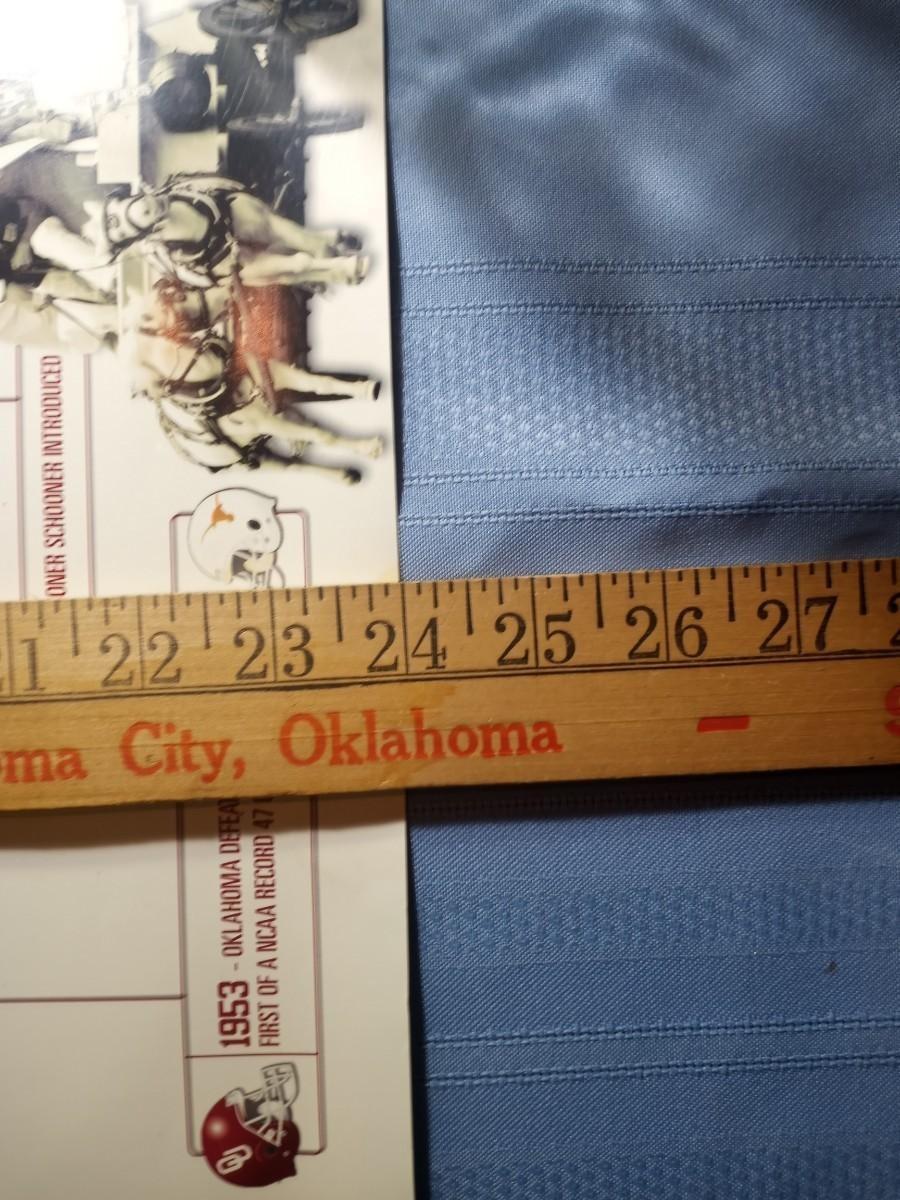 ONER SCHOONER INTRODUCED
21 22 23 24 25 26 27
oma City, Oklahoma -
1953 - OKLAHOMA DEFEA
FIRST OF A NCAA RECORD 47
OU